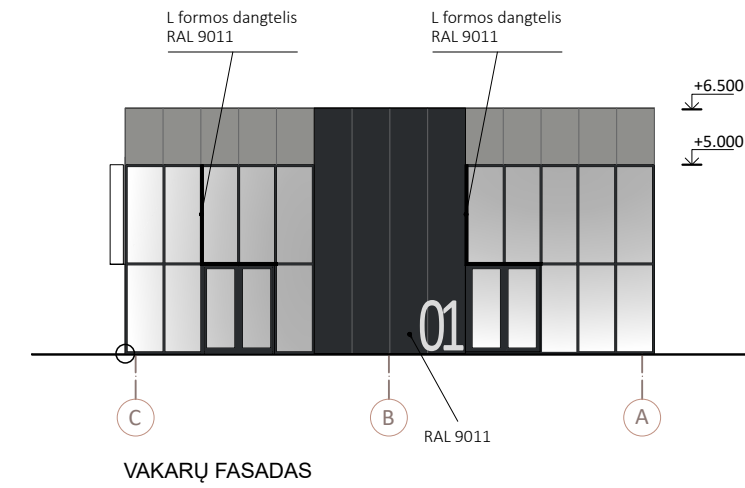 L formos dangtelis
RAL 9011
L formos dangtelis
RAL 9011
+6.500
+5.000
01
C
B
A
RAL 9011
VAKARŲ FASADAS